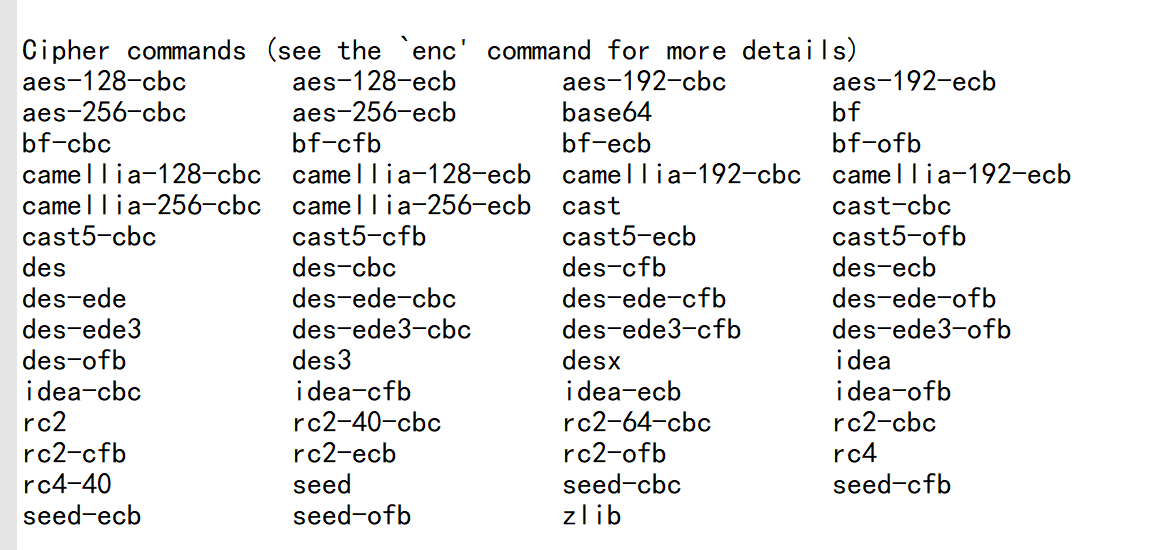 Cipher commands (see the `enc' command for more details)
aes-128-cbc aes-128-ecb aes-192-cbc aes-192-ecb
aes-256-cbc aes-256-ecb base64 bf
bf-cbc bf-cfb bf-ecb bf-ofb
camellia-128-cbc camellia-128-ecb camellia-192-cbc camellia-192-ecb
camellia-256-cbc camellia-256-ecb cast cast-cbc
cast5-cbc cast5-cfb cast5-ecb cast5-ofb
des des-cbc des-cfb des-ecb
des-ede des-ede-cbc des-ede-cfb des-ede-ofb
des-ede3 des-ede3-cbc des-ede3-cfb des-ede3-ofb
des-ofb des3 desx idea
idea-cbc idea-cfb idea-ecb idea-ofb
rc2 rc2-40-cbc rc2-64-cbc rc2-cbc
rc2-cfb rc2-ecb rc2-ofb rc4
rc4-40 seed seed-cbc seed-cfb
seed-ecb seed-ofb zlib